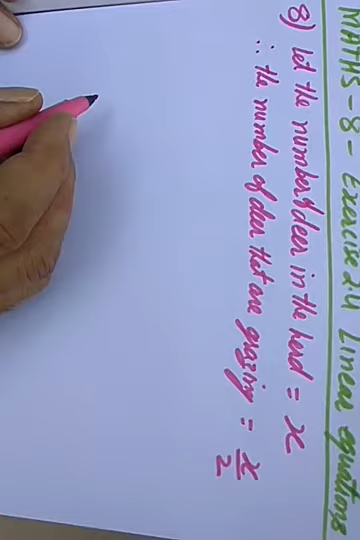 MATHS-8-Exercise 2.4 Linear equations
8) Let the number of deer in the herd = x
∴ the number of deer that are grazing = x/2